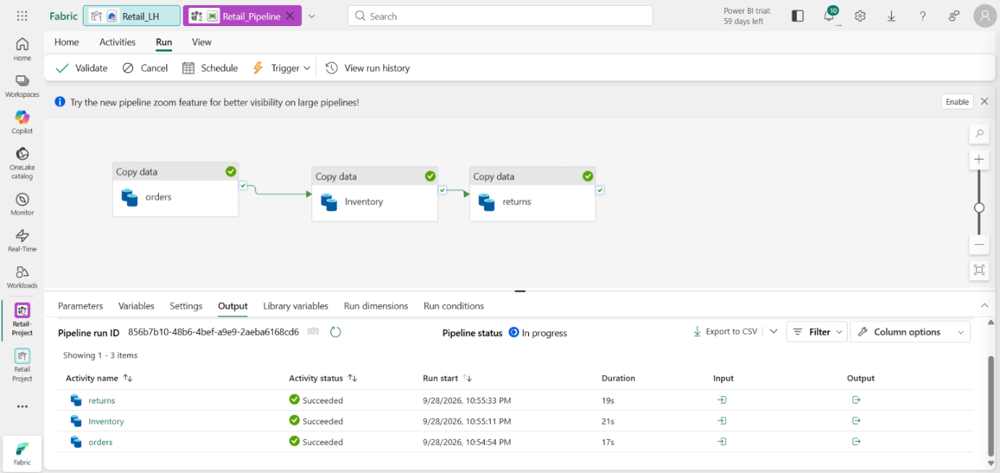 Fabric
Retail_LH
Retail_Pipeline
Search
Power BI trial:
59 days left
10
Home
Workspaces
Copilot
OneLake
catalog
Monitor
Real-Time
Workloads
Retail-
Project
Retail
Project
Fabric
Home Activities Run View
Validate Cancel Schedule Trigger View run history
Try the new pipeline zoom feature for better visibility on large pipelines! Enable
Copy data
orders
Copy data
Inventory
Copy data
returns
Parameters Variables Settings Output Library variables Run dimensions Run conditions
Pipeline run ID 856b7b10-48b6-4bef-a9e9-2aeba6168cd6 Pipeline status In progress Export to CSV Filter Column options
Showing 1 - 3 items
Activity name Activity status Run start Duration Input Output
returns Succeeded 9/28/2026, 10:55:33 PM 19s
Inventory Succeeded 9/28/2026, 10:55:11 PM 21s
orders Succeeded 9/28/2026, 10:54:54 PM 17s